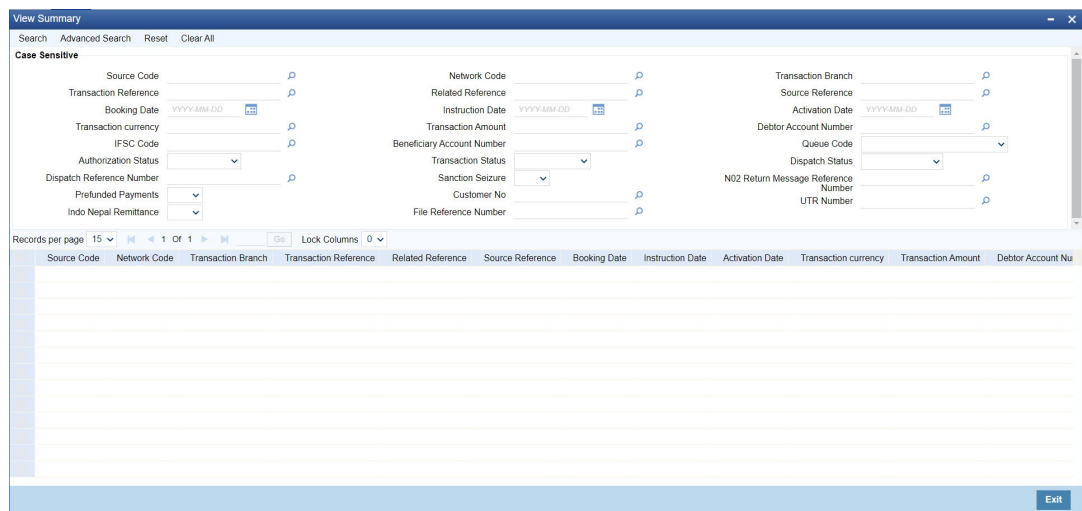 View Summary
Search Advanced Search Reset Clear All
Case Sensitive
Source Code Network Code Transaction Branch
Transaction Reference Related Reference Source Reference
Booking Date YYYY-MM-DD Instruction Date YYYY-MM-DD Activation Date YYYY-MM-DD
Transaction currency Transaction Amount Debtor Account Number
IFSC Code Beneficiary Account Number Queue Code
Authorization Status Transaction Status Dispatch Status
Dispatch Reference Number Sanction Seizure N02 Return Message Reference
Number
Prefunded Payments Customer No UTR Number
Indo Nepal Remittance File Reference Number
Records per page 15 1 Of 1 Go Lock Columns 0
Source Code Network Code Transaction Branch Transaction Reference Related Reference Source Reference Booking Date Instruction Date Activation Date Transaction currency Transaction Amount Debtor Account Nu
Exit